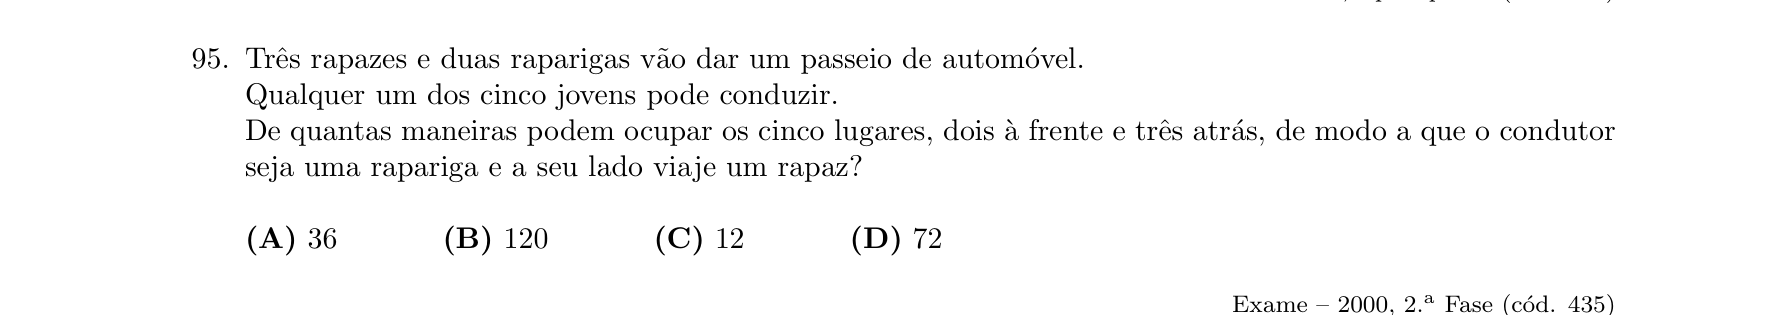 95. Três rapazes e duas raparigas vão dar um passeio de automóvel.
Qualquer um dos cinco jovens pode conduzir.
De quantas maneiras podem ocupar os cinco lugares, dois à frente e três atrás, de modo a que o condutor
seja uma rapariga e a seu lado viaje um rapaz?
(A) 36 (B) 120 (C) 12 (D) 72
Exame – 2000, 2.ª Fase (cód. 435)